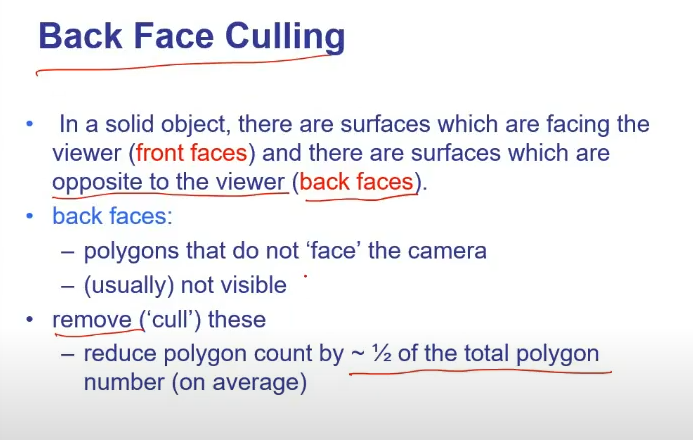 Back Face Culling
• In a solid object, there are surfaces which are facing the
viewer (front faces) and there are surfaces which are
opposite to the viewer (back faces).
• back faces:
– polygons that do not ‘face’ the camera
– (usually) not visible
• remove (‘cull’) these
– reduce polygon count by ~ ½ of the total polygon
number (on average)